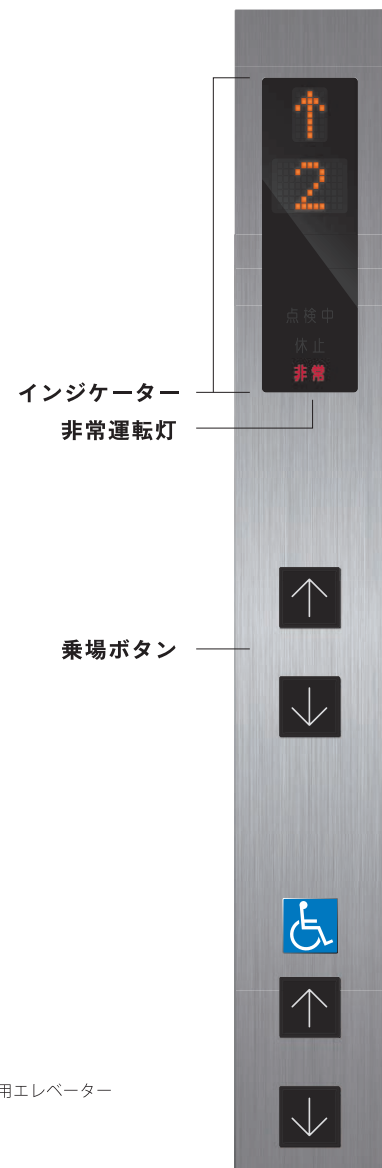 ↑
2
点検中
休止
非常
インジケーター
非常運転灯
↑
乗場ボタン
↓
↑
用エレベーター
↓